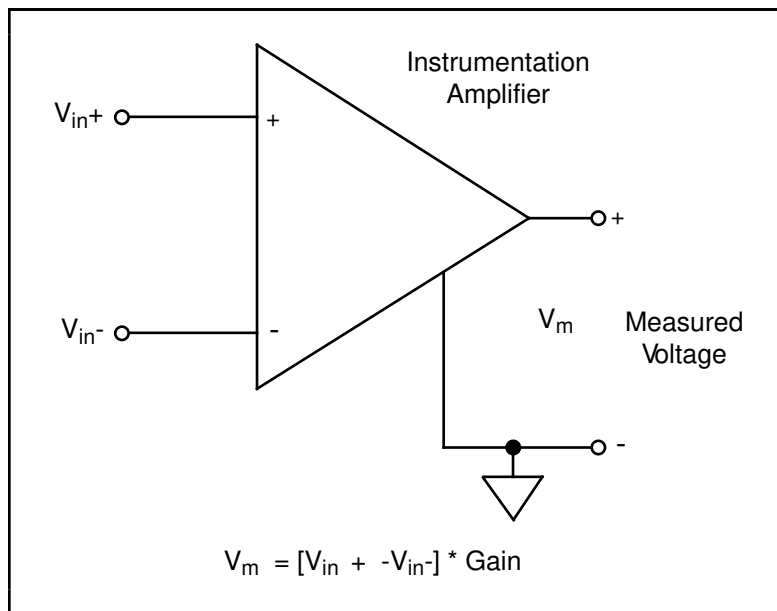 Instrumentation
Amplifier
Vin+
+
+
Vin-
-
Vm
Measured
Voltage
-
Vm = [Vin + -Vin-] * Gain